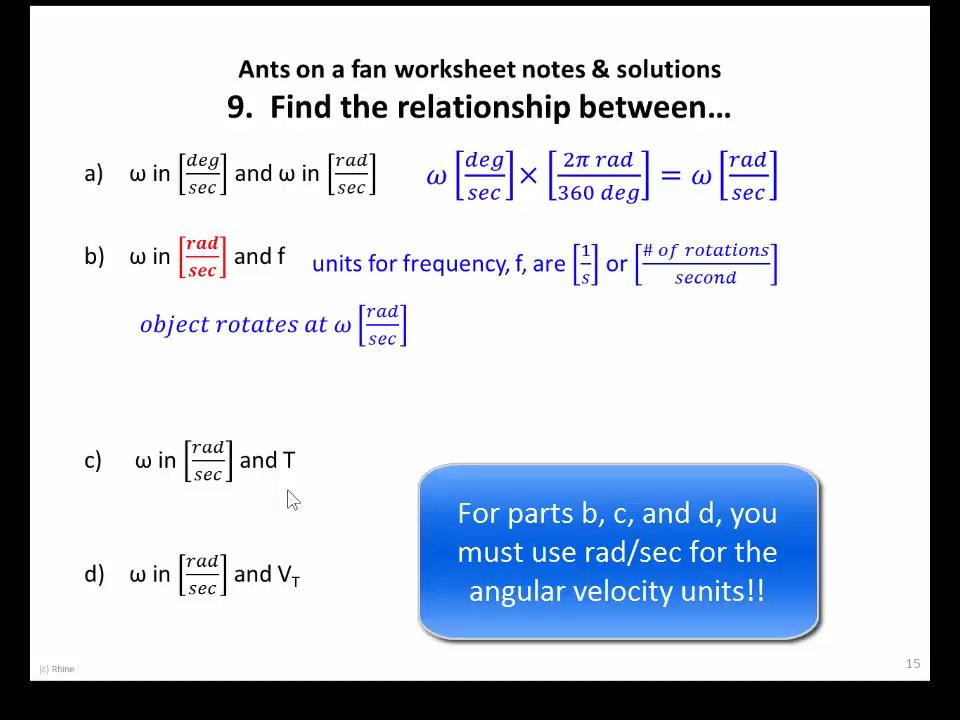 Ants on a fan worksheet notes & solutions
9. Find the relationship between…
a) ω in [deg/sec] and ω in [rad/sec] ω [deg/sec] × [2π rad/360 deg] = ω [rad/sec]
b) ω in [rad/sec] and f units for frequency, f, are [1/s] or [# of rotations/second]
object rotates at ω [rad/sec]
c) ω in [rad/sec] and T
For parts b, c, and d, you
must use rad/sec for the
angular velocity units!!
d) ω in [rad/sec] and V_T
(c) Rhine
15